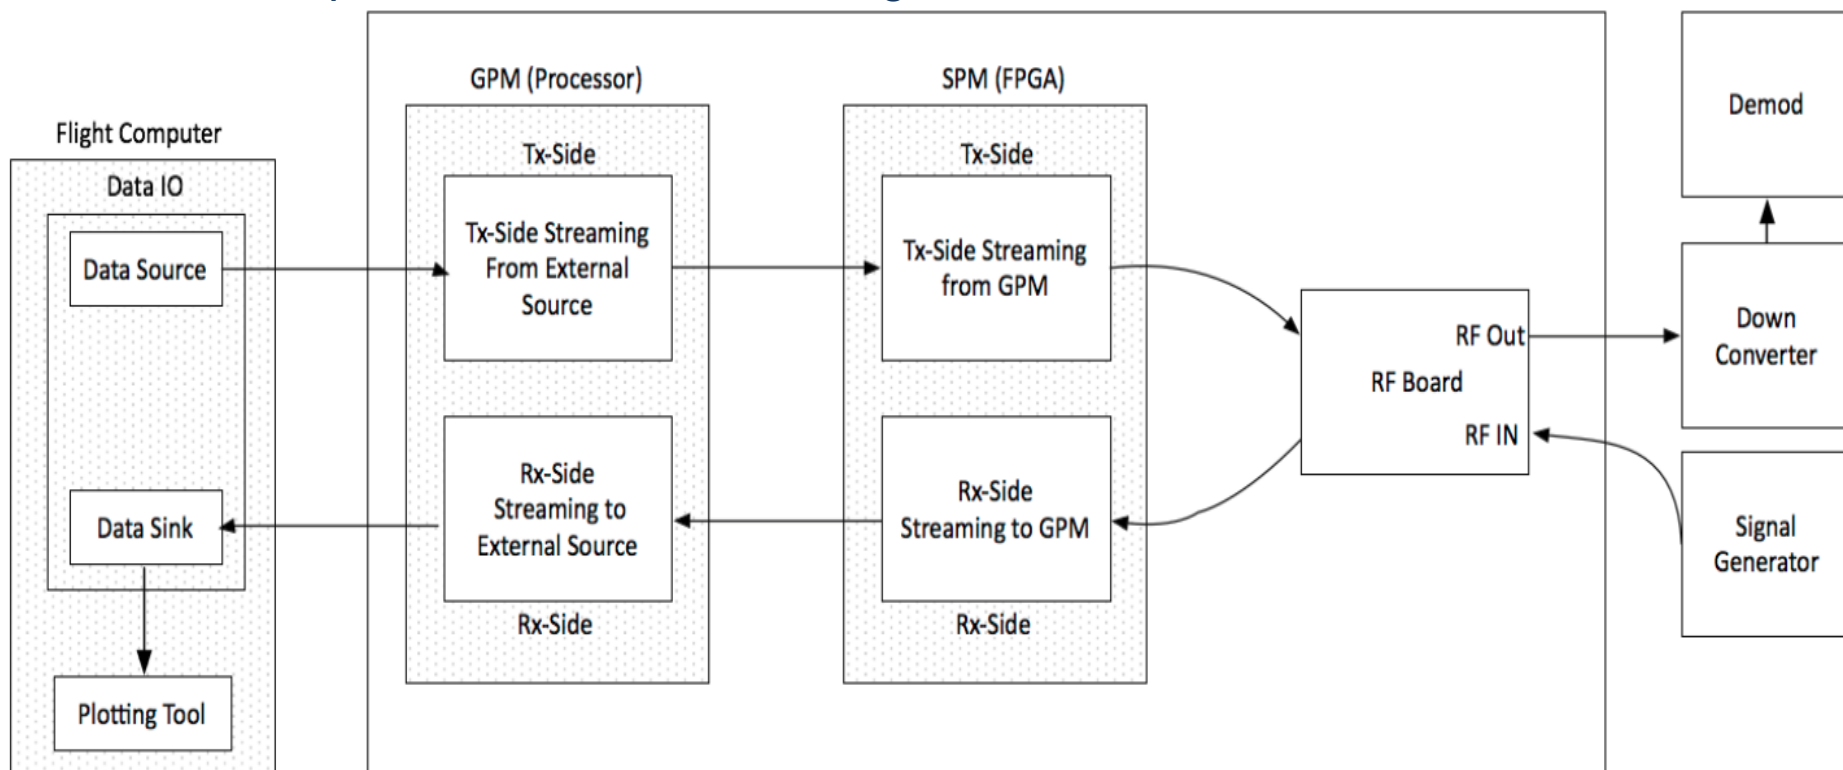 GPM (Processor)
SPM (FPGA)
Demod
Flight Computer
Data IO
Tx-Side
Tx-Side
Data Source
Tx-Side Streaming
From External
Source
Tx-Side Streaming
from GPM
RF Out
RF Board
RF IN
Down
Converter
Data Sink
Rx-Side
Streaming to
External Source
Rx-Side
Streaming to GPM
Signal
Generator
Rx-Side
Rx-Side
Plotting Tool